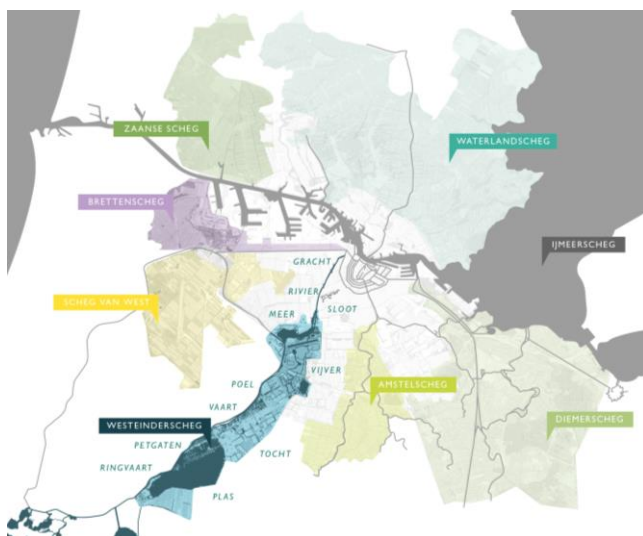 ZAANSE SCHEG
WATERLANDSCHEG
BRETTENSCHEG
IJMEERSCHEG
GRACHT
RIVIER
SCHEG VAN WEST
MEER
SLOOT
VIJVER
POEL
AMSTELSCHEG
VAART
WESTEINDERSCHEG
DIEMERSCHEG
PETGATEN
TOCHT
RINGVAART
PLAS